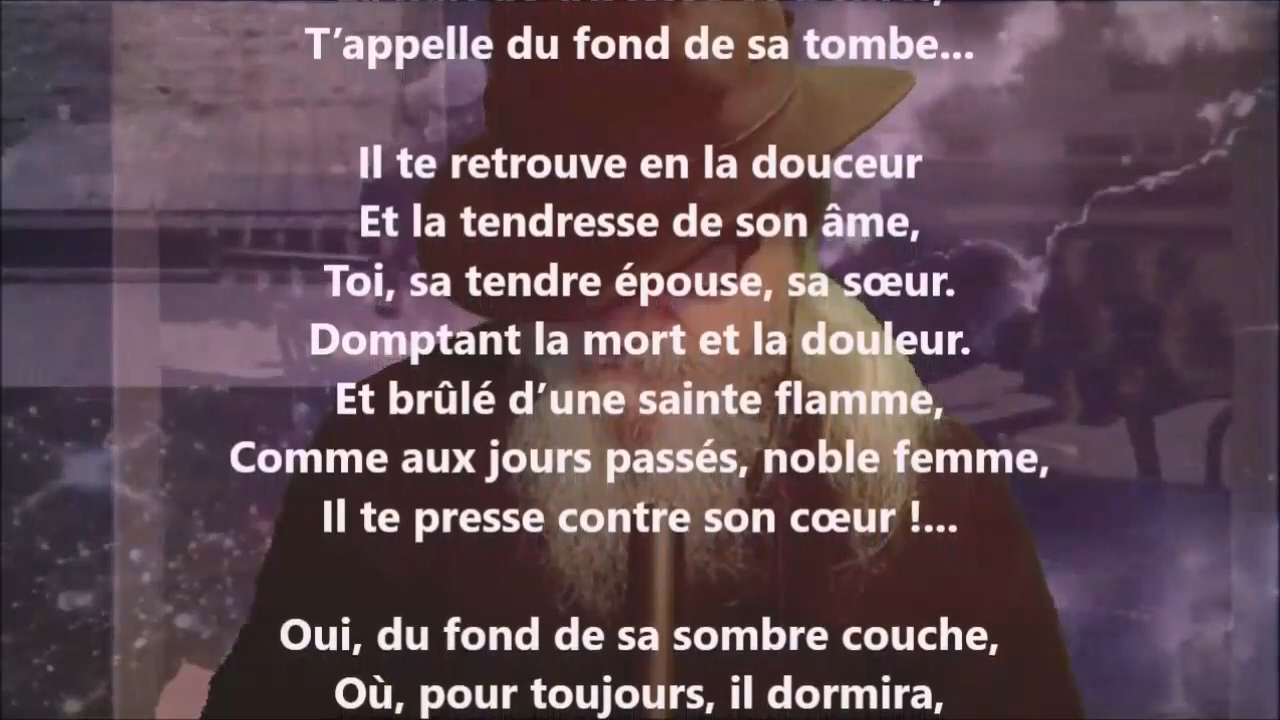 T’appelle du fond de sa tombe...
Il te retrouve en la douceur
Et la tendresse de son âme,
Toi, sa tendre épouse, sa sœur.
Domptant la mort et la douleur.
Et brûlé d’une sainte flamme,
Comme aux jours passés, noble femme,
Il te presse contre son cœur !...
Oui, du fond de sa sombre couche,
Où, pour toujours, il dormira,